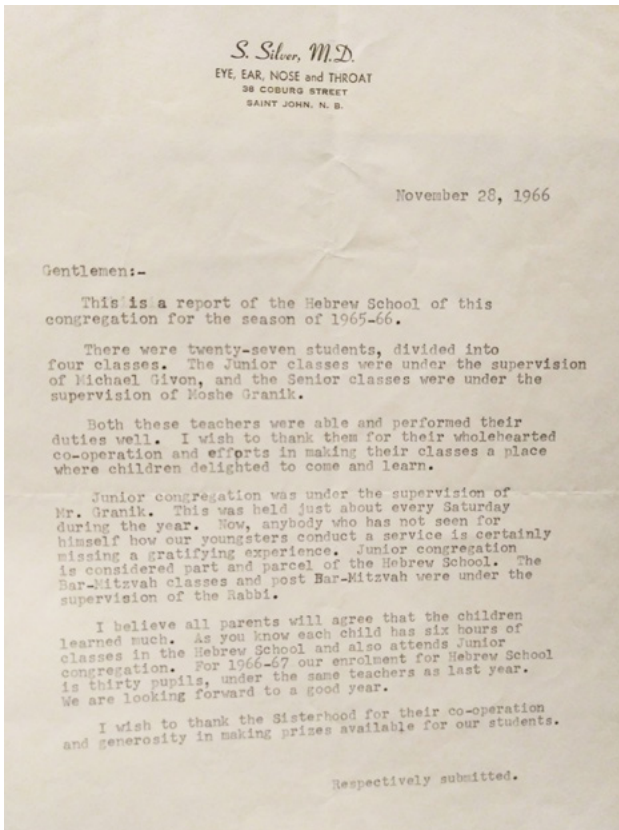 S. Silver, M.D.
EYE, EAR, NOSE and THROAT
38 COBURG STREET
SAINT JOHN, N. B.
November 28, 1966
Gentlemen:-
This is a report of the Hebrew School of this
congregation for the season of 1965-66.
There were twenty-seven students, divided into
four classes. The Junior classes were under the supervision
of Michael Givon, and the Senior classes were under the
supervision of Moshe Granik.
Both these teachers were able and performed their
duties well. I wish to thank them for their wholehearted
co-operation and efforts in making their classes a place
where children delighted to come and learn.
Junior congregation was under the supervision of
Mr. Granik. This was held just about every Saturday
during the year. Now, anybody who has not seen for
himself how our youngsters conduct a service is certainly
missing a gratifying experience. Junior congregation
is considered part and parcel of the Hebrew School. The
Bar-Mitzvah classes and post Bar-Mitzvah were under the
supervision of the Rabbi.
I believe all parents will agree that the children
learned much. As you know each child has six hours of
classes in the Hebrew School and also attends Junior
congregation. For 1966-67 our enrolment for Hebrew School
is thirty pupils, under the same teachers as last year.
We are looking forward to a good year.
I wish to thank the Sisterhood for their co-operation
and generosity in making prizes available for our students.
Respectively submitted.